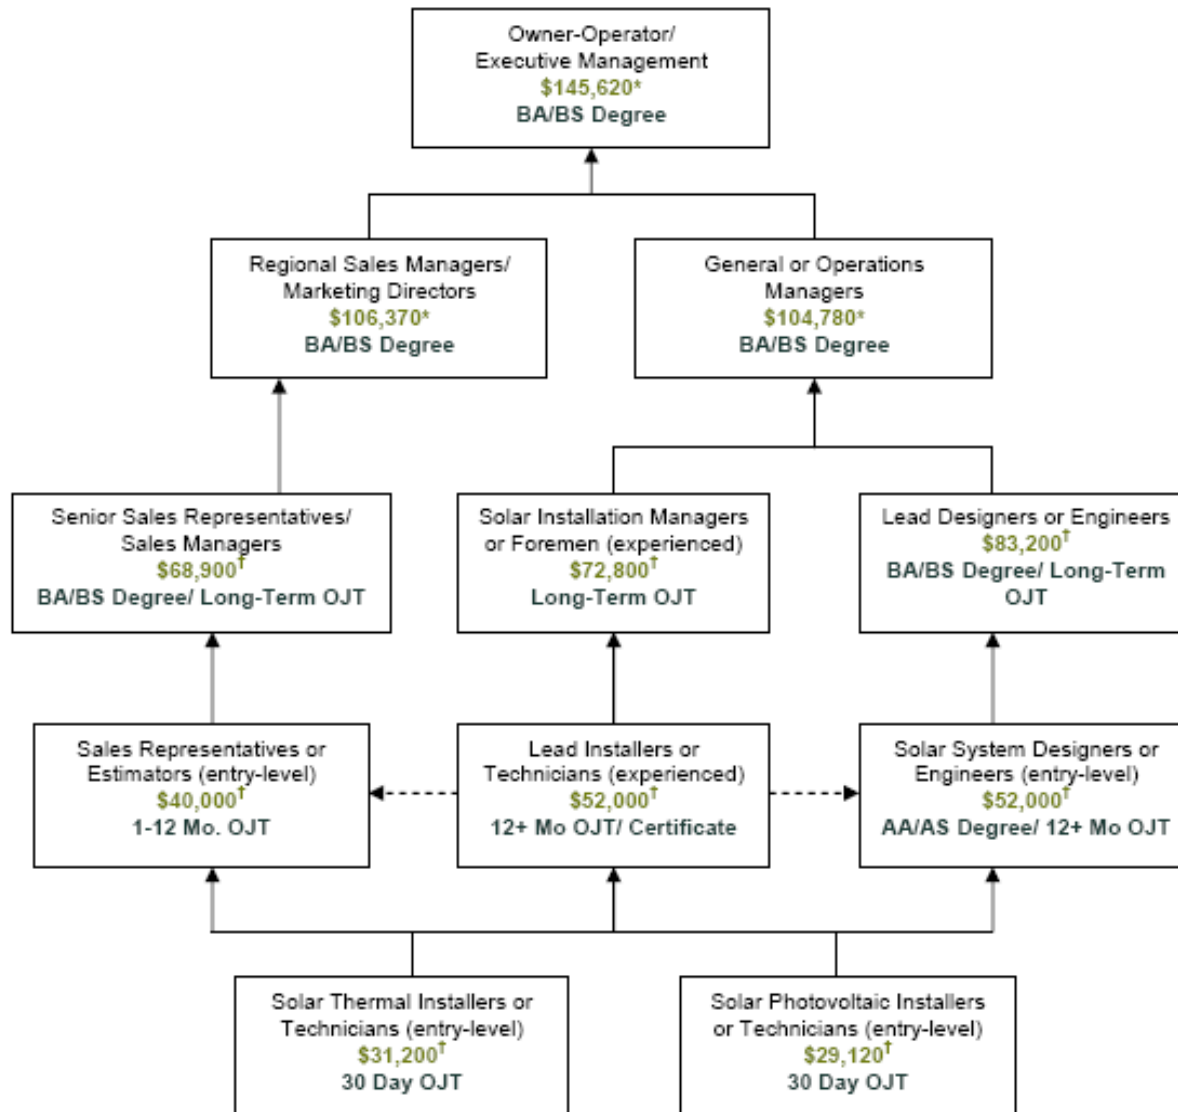 Owner-Operator/
Executive Management
$145,620*
BA/BS Degree
Regional Sales Managers/
Marketing Directors
$106,370*
BA/BS Degree
General or Operations
Managers
$104,780*
BA/BS Degree
Senior Sales Representatives/
Sales Managers
$68,900†
BA/BS Degree/ Long-Term OJT
Solar Installation Managers
or Foremen (experienced)
$72,800†
Long-Term OJT
Lead Designers or Engineers
$83,200†
BA/BS Degree/ Long-Term
OJT
Sales Representatives or
Estimators (entry-level)
$40,000†
1-12 Mo. OJT
Lead Installers or
Technicians (experienced)
$52,000†
12+ Mo OJT/ Certificate
Solar System Designers or
Engineers (entry-level)
$52,000†
AA/AS Degree/ 12+ Mo OJT
Solar Thermal Installers or
Technicians (entry-level)
$31,200†
30 Day OJT
Solar Photovoltaic Installers
or Technicians (entry-level)
$29,120†
30 Day OJT